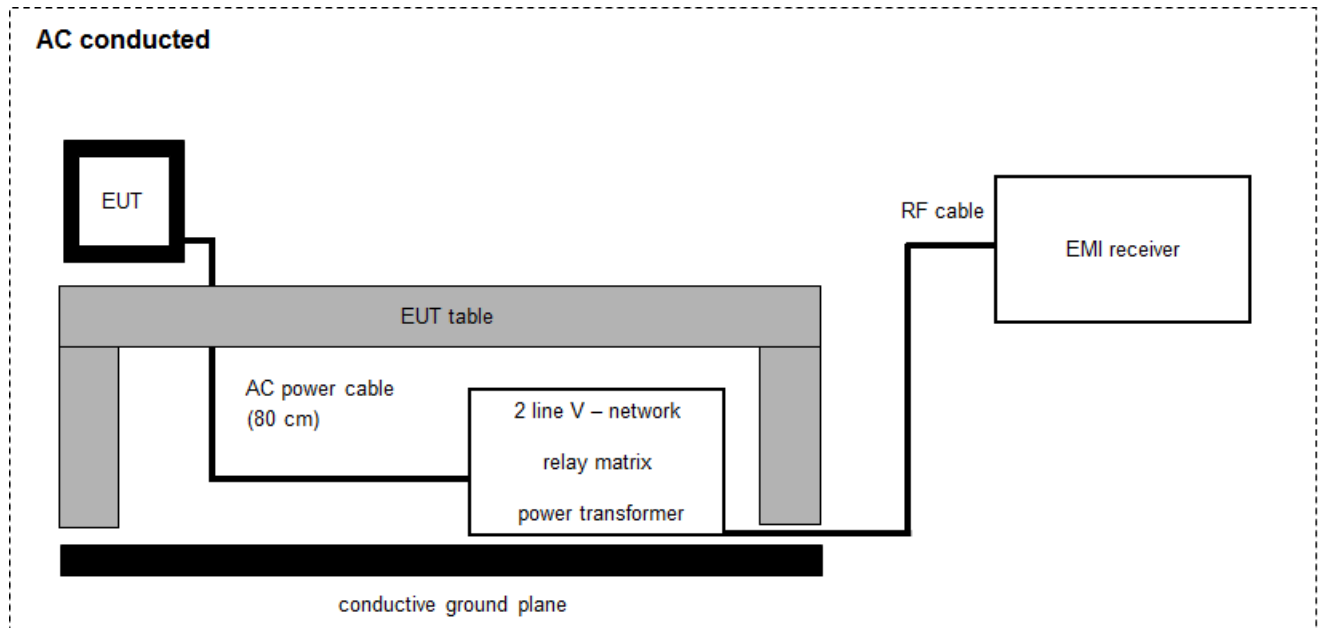 AC conducted
EUT
RF cable
EMI receiver
EUT table
AC power cable
(80 cm)
2 line V – network
relay matrix
power transformer
conductive ground plane